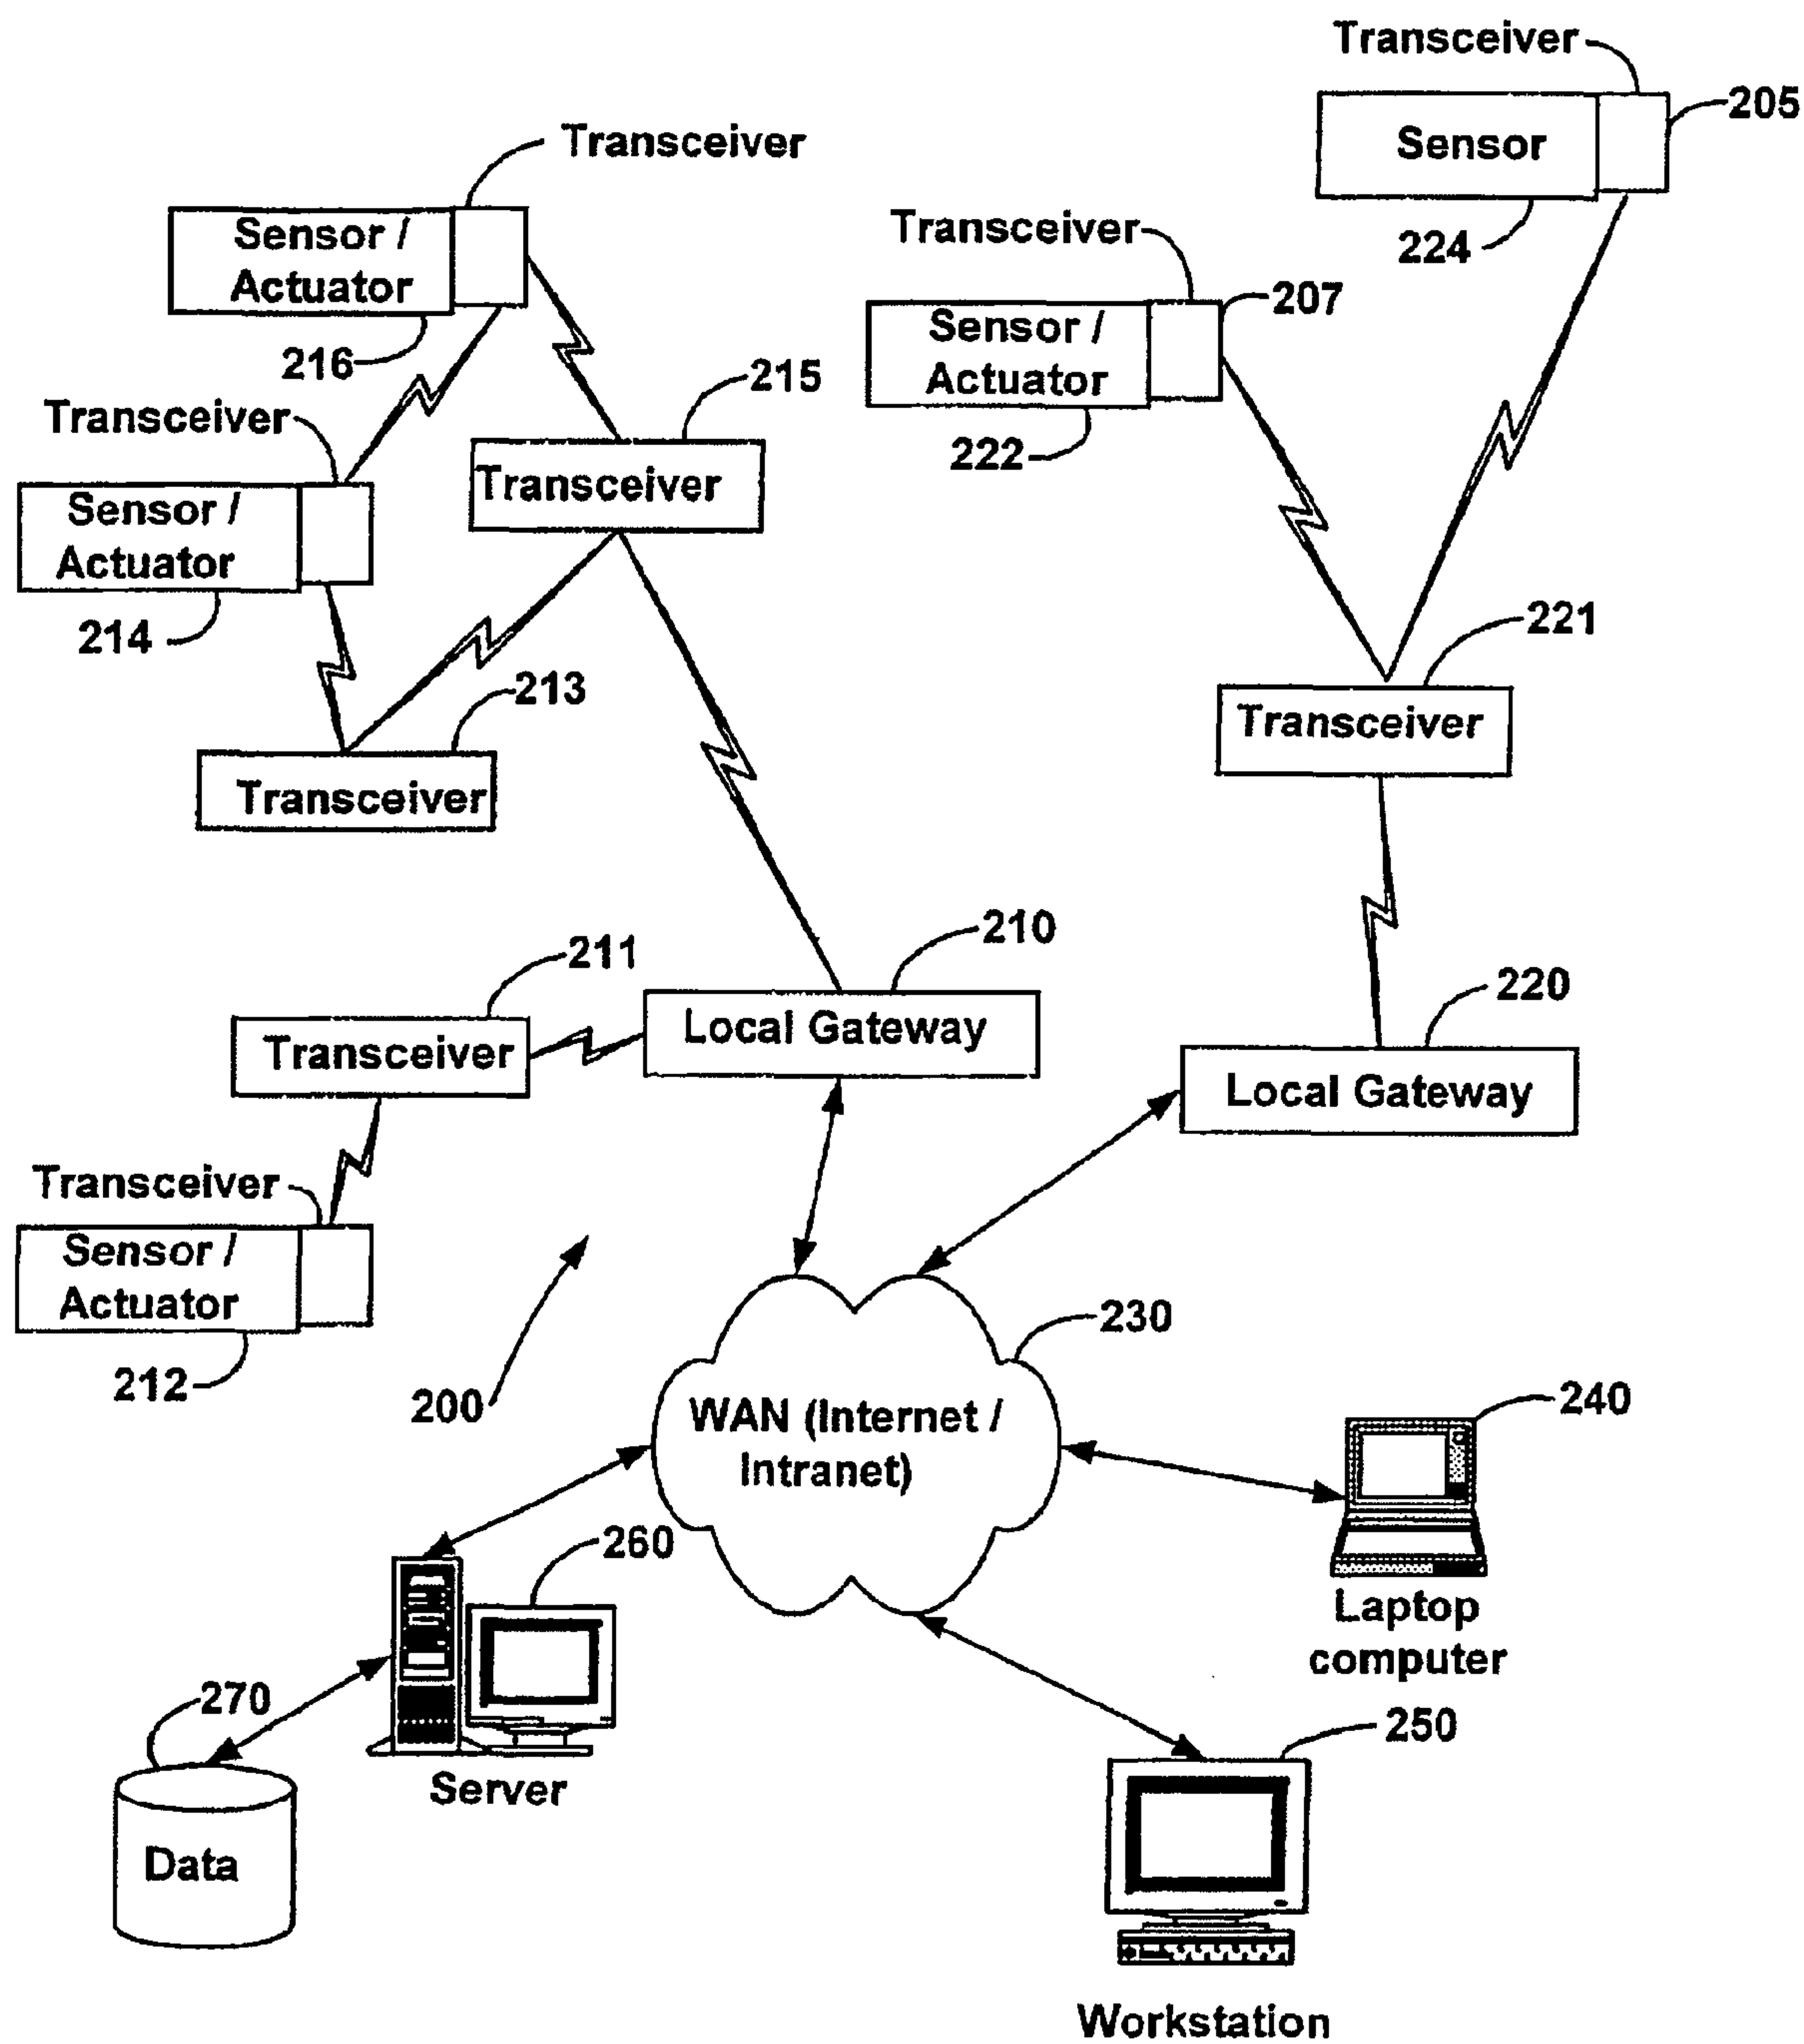 Transceiver
205
Sensor
224
Transceiver
Sensor /
Actuator
216
Transceiver
207
Sensor /
Actuator
222
215
Transceiver
Transceiver
Sensor /
Actuator
214
213
Transceiver
221
Transceiver
210
Local Gateway
211
Transceiver
220
Local Gateway
Transceiver
Sensor /
Actuator
212
200
230
WAN (Internet /
Intranet)
240
Laptop
computer
260
Server
270
Data
250
Workstation